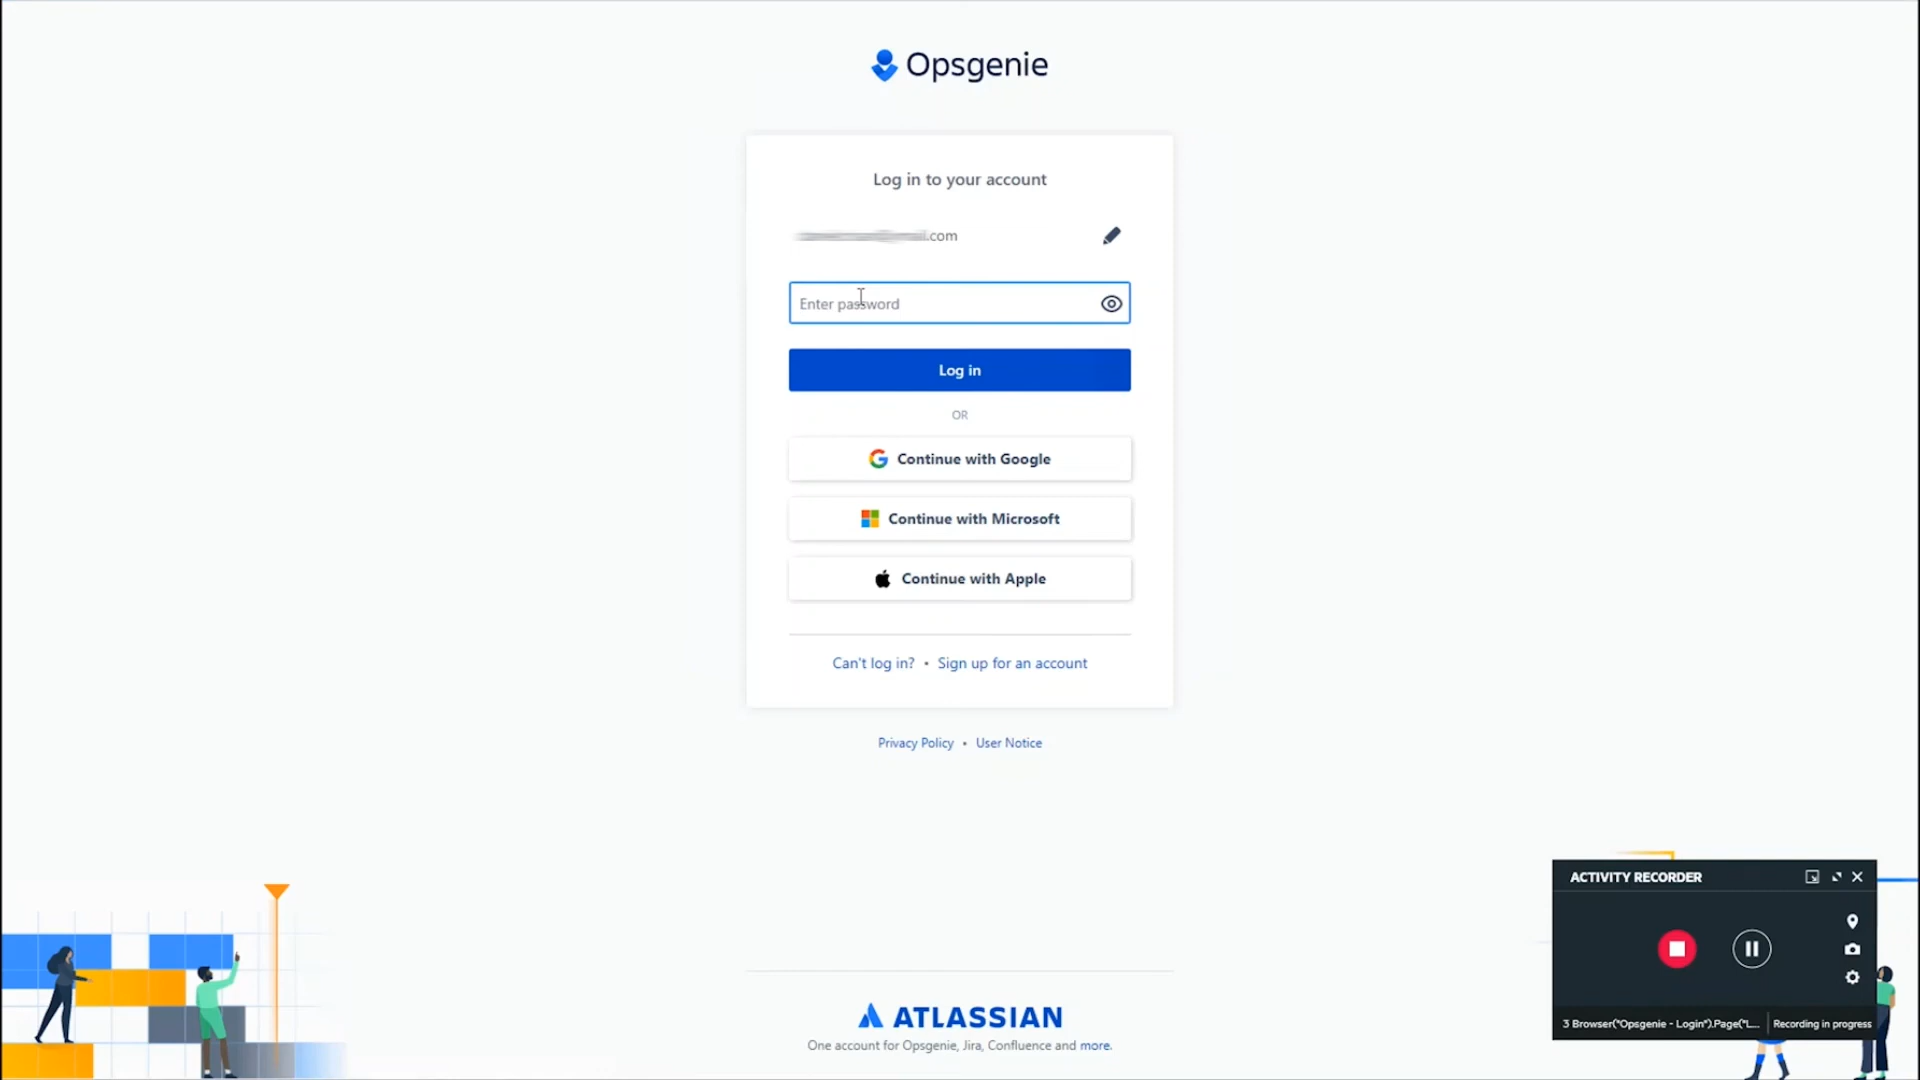 Opsgenie
Log in to your account
.com
Enter password
Log in
OR
Continue with Google
Continue with Microsoft
Continue with Apple
Can't log in? • Sign up for an account
Privacy Policy • User Notice
ACTIVITY RECORDER
3 Browser("Opsgenie - Login").Page("L... Recording in progress
ATLASSIAN
One account for Opsgenie, Jira, Confluence and more.